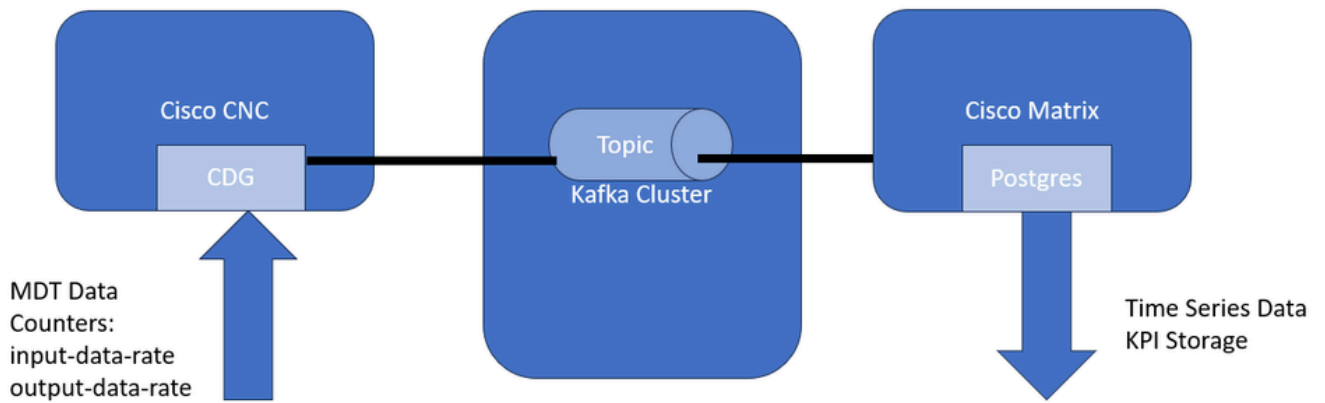 Cisco CNC
CDG
MDT Data
Counters:
input-data-rate
output-data-rate
Topic
Kafka Cluster
Cisco Matrix
Postgres
Time Series Data
KPI Storage